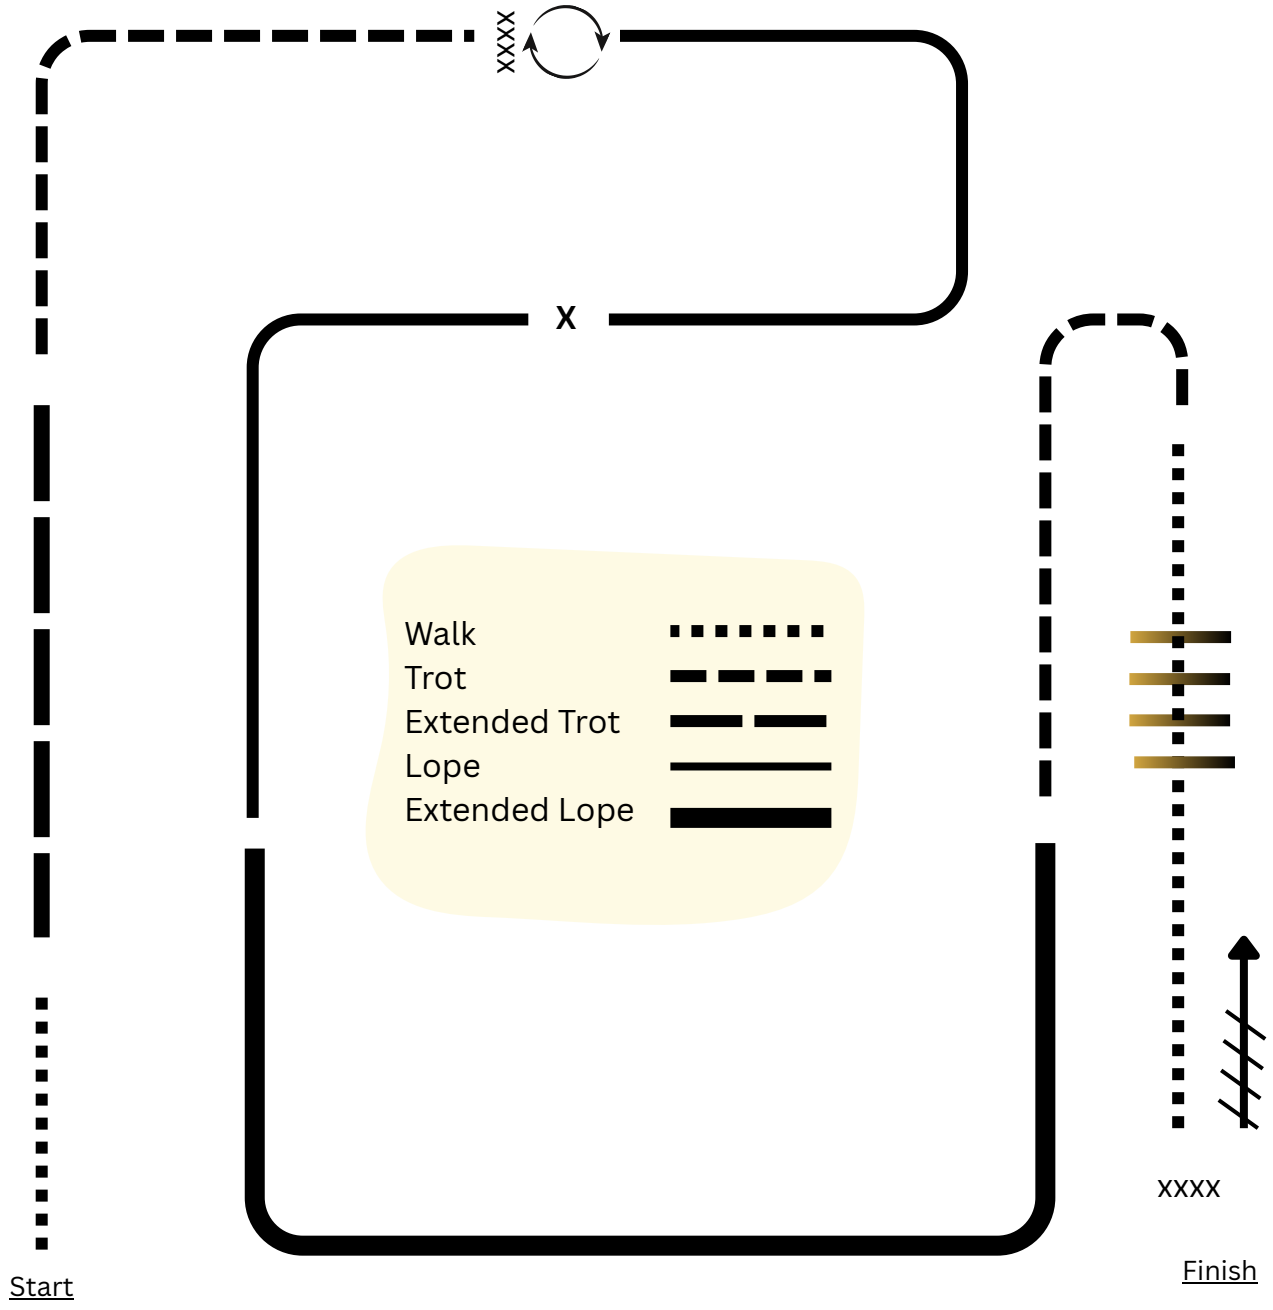 XXXX
X
Walk
Trot
Extended Trot
Lope
Extended Lope
XXXX
Start
Finish